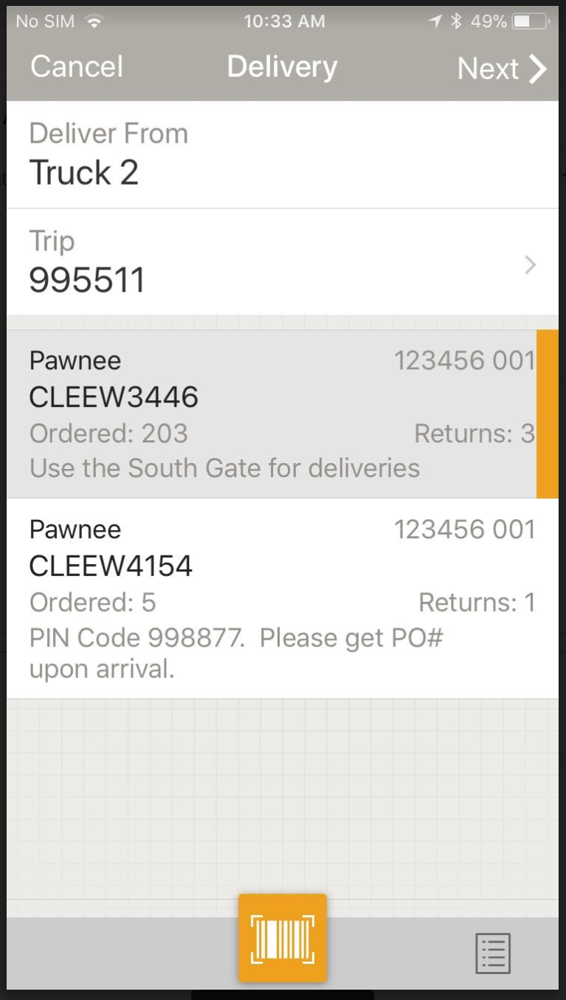 No SIM 10:33 AM 49%
Cancel Delivery Next
Deliver From
Truck 2
Trip
995511
Pawnee 123456 001
CLEEW3446
Ordered: 203 Returns: 3
Use the South Gate for deliveries
Pawnee 123456 001
CLEEW4154
Ordered: 5 Returns: 1
PIN Code 998877.  Please get PO#
upon arrival.